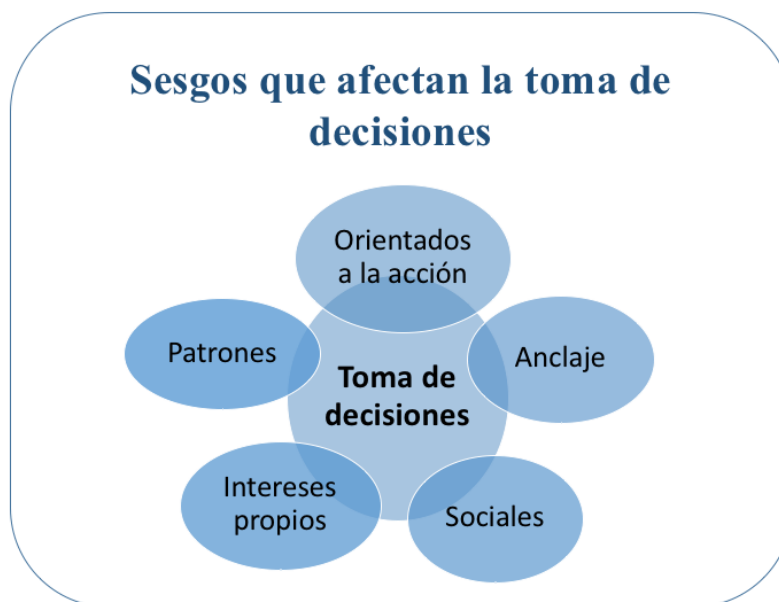 Sesgos que afectan la toma de
decisiones
Orientados
a la acción
Patrones
Anclaje
Toma de
decisiones
Intereses
propios
Sociales